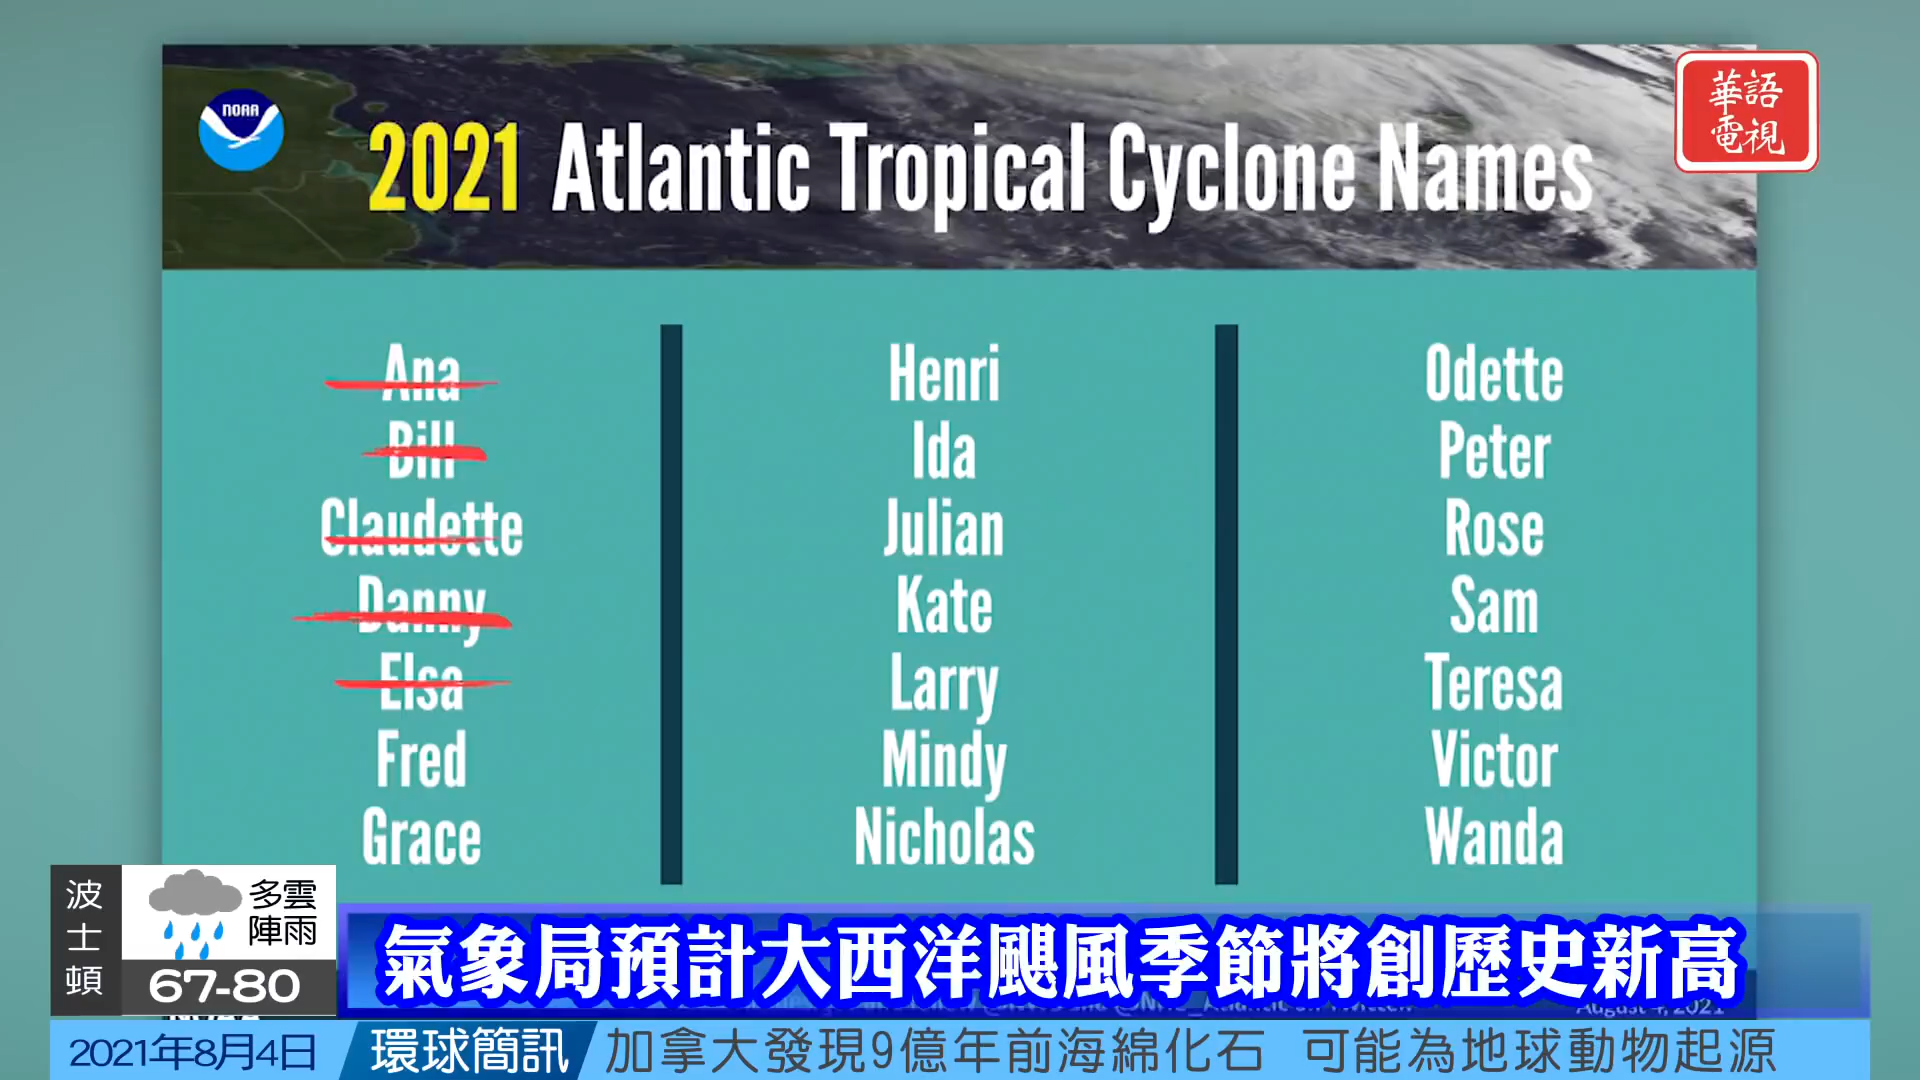 NOAA
2021 Atlantic Tropical Cyclone Names
華語
電視
Ana
Bill
Claudette
Danny
Elsa
Fred
Grace
Henri
Ida
Julian
Kate
Larry
Mindy
Nicholas
Odette
Peter
Rose
Sam
Teresa
Victor
Wanda
波士頓
多雲
陣雨
67-80
氣象局預計大西洋颶風季節將創歷史新高
August 4, 2021
2021年8月4日
環球簡訊
加拿大發現9億年前海綿化石 可能為地球動物起源